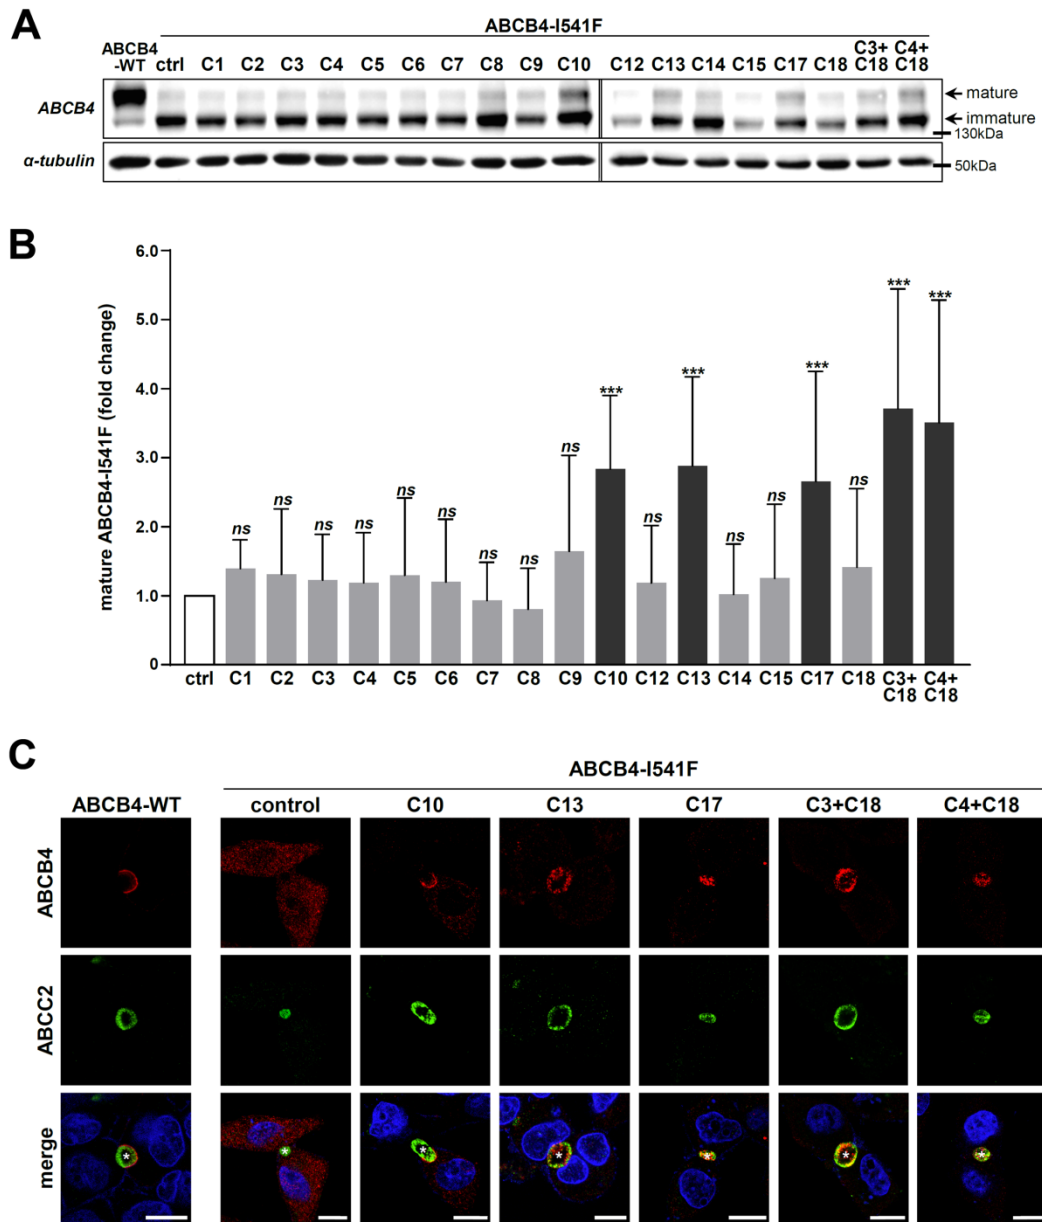 A
ABCB4-I541F
ABCB4
-WT ctrl C1 C2 C3 C4 C5 C6 C7 C8 C9 C10 C12 C13 C14 C15 C17 C18 C3+ C18 C4+ C18
ABCB4
mature
immature
130kDa
α-tubulin
50kDa
B
mature ABCB4-I541F (fold change)
6.0
5.0
4.0
3.0
2.0
1.0
0
ns ns ns ns ns ns ns ns ns *** ns *** ns ns *** ns *** ***
ctrl C1 C2 C3 C4 C5 C6 C7 C8 C9 C10 C12 C13 C14 C15 C17 C18 C3+ C4+
C18 C18
C
ABCB4-I541F
ABCB4-WT control C10 C13 C17 C3+C18 C4+C18
ABCB4
ABCC2
merge
* * * * * * *